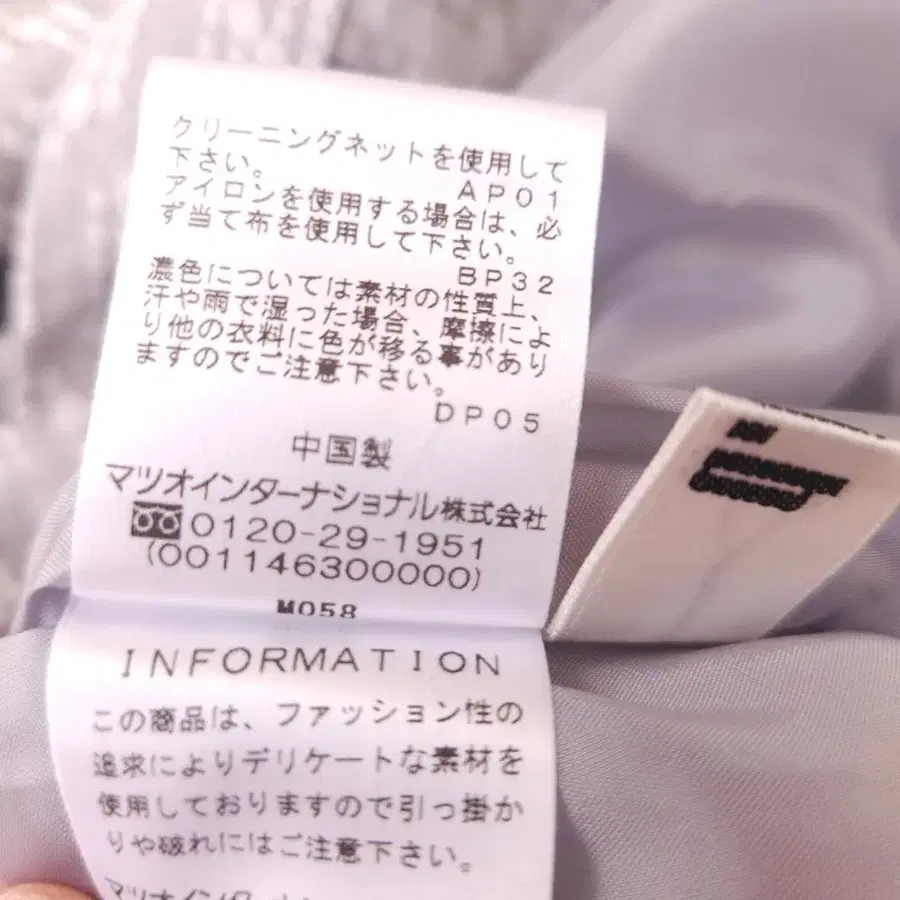 クリーニングネットを使用して
下さい。
AP01
アイロンを使用する場合は、必
ず当て布を使用して下さい。
BP32
濃色については素材の性質上、
汗や雨で湿った場合、摩擦によ
り他の衣料に色が移る事があり
ますのでご注意下さい。
DP05
中国製
マツオインターナショナル株式会社
0120-29-1951
(001146300000)
M058
INFORMATION
この商品は、ファッション性の
追求によりデリケートな素材を
使用しておりますので引っ掛か
りや破れにはご注意下さい。